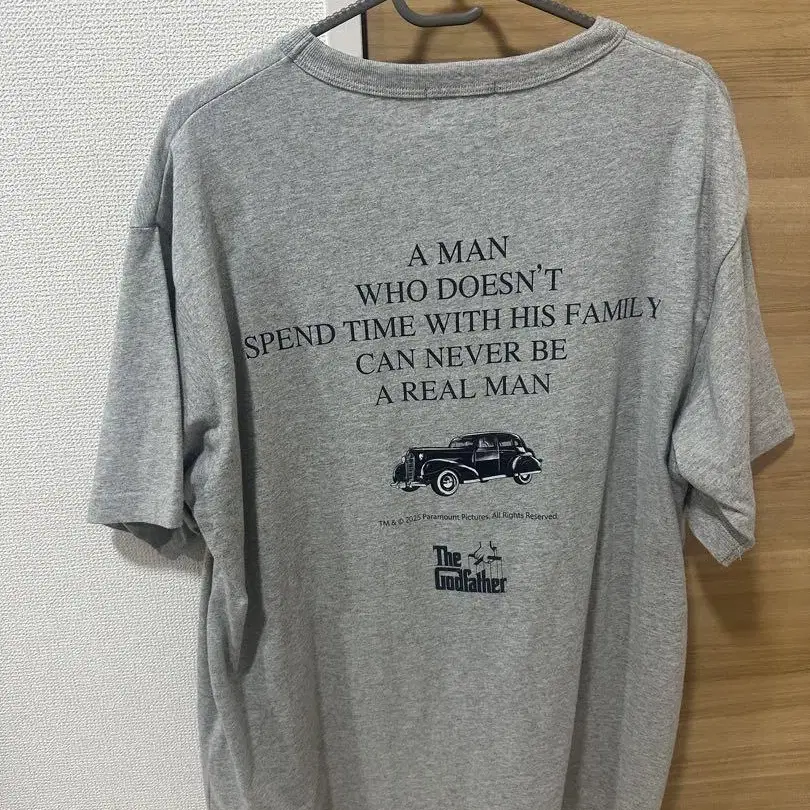 A MAN
WHO DOESN'T
SPEND TIME WITH HIS FAMILY
CAN NEVER BE
A REAL MAN
TM & © 2025 Paramount Pictures. All Rights Reserved.
The
Godfather